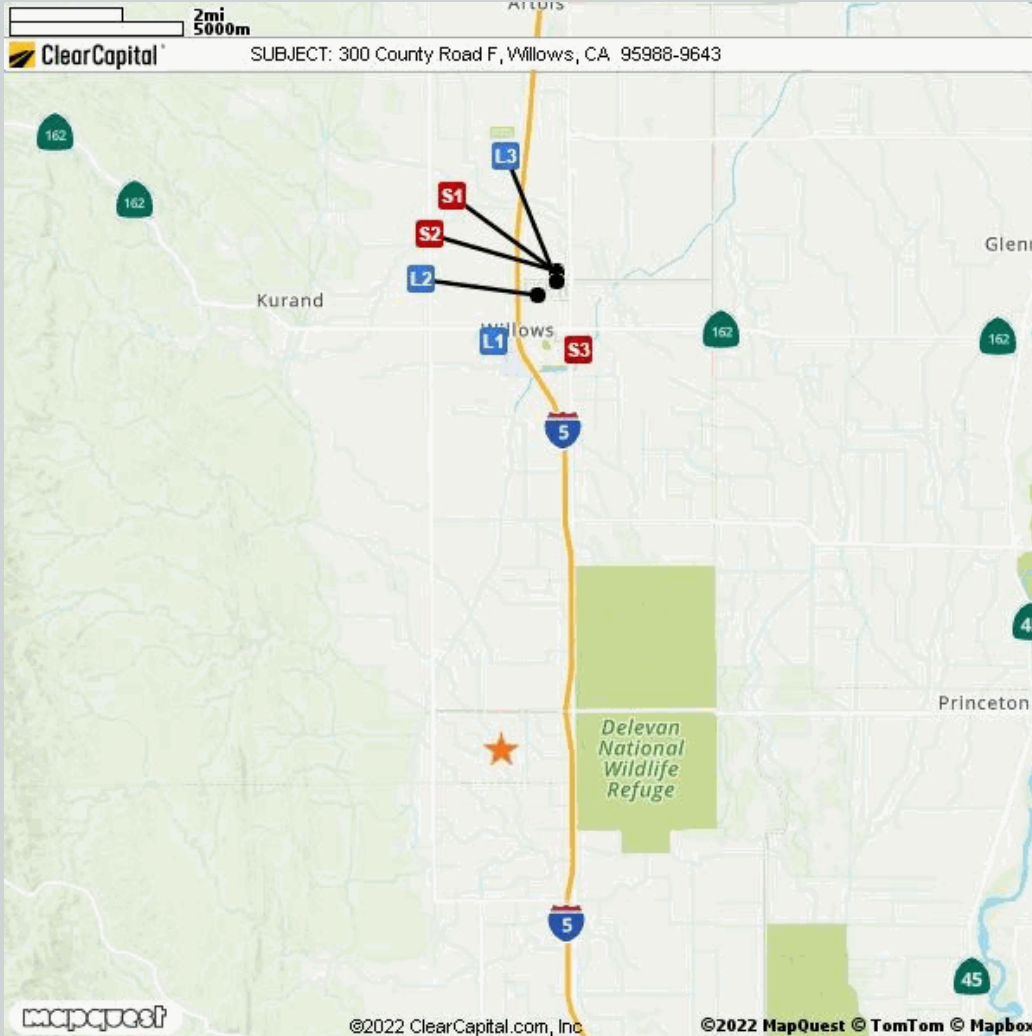 2mi
5000m
Artois
ClearCapital
SUBJECT: 300 County Road F, Willows, CA 95988-9643
162
L3
162
S1
S2
Glenn
L2
Kurand
Willows
162
162
L1
S3
5
4
Princeton
Delevan
National
Wildlife
Refuge
5
45
mapquest
©2022 ClearCapital.com, Inc
©2022 MapQuest © TomTom © Mapbox